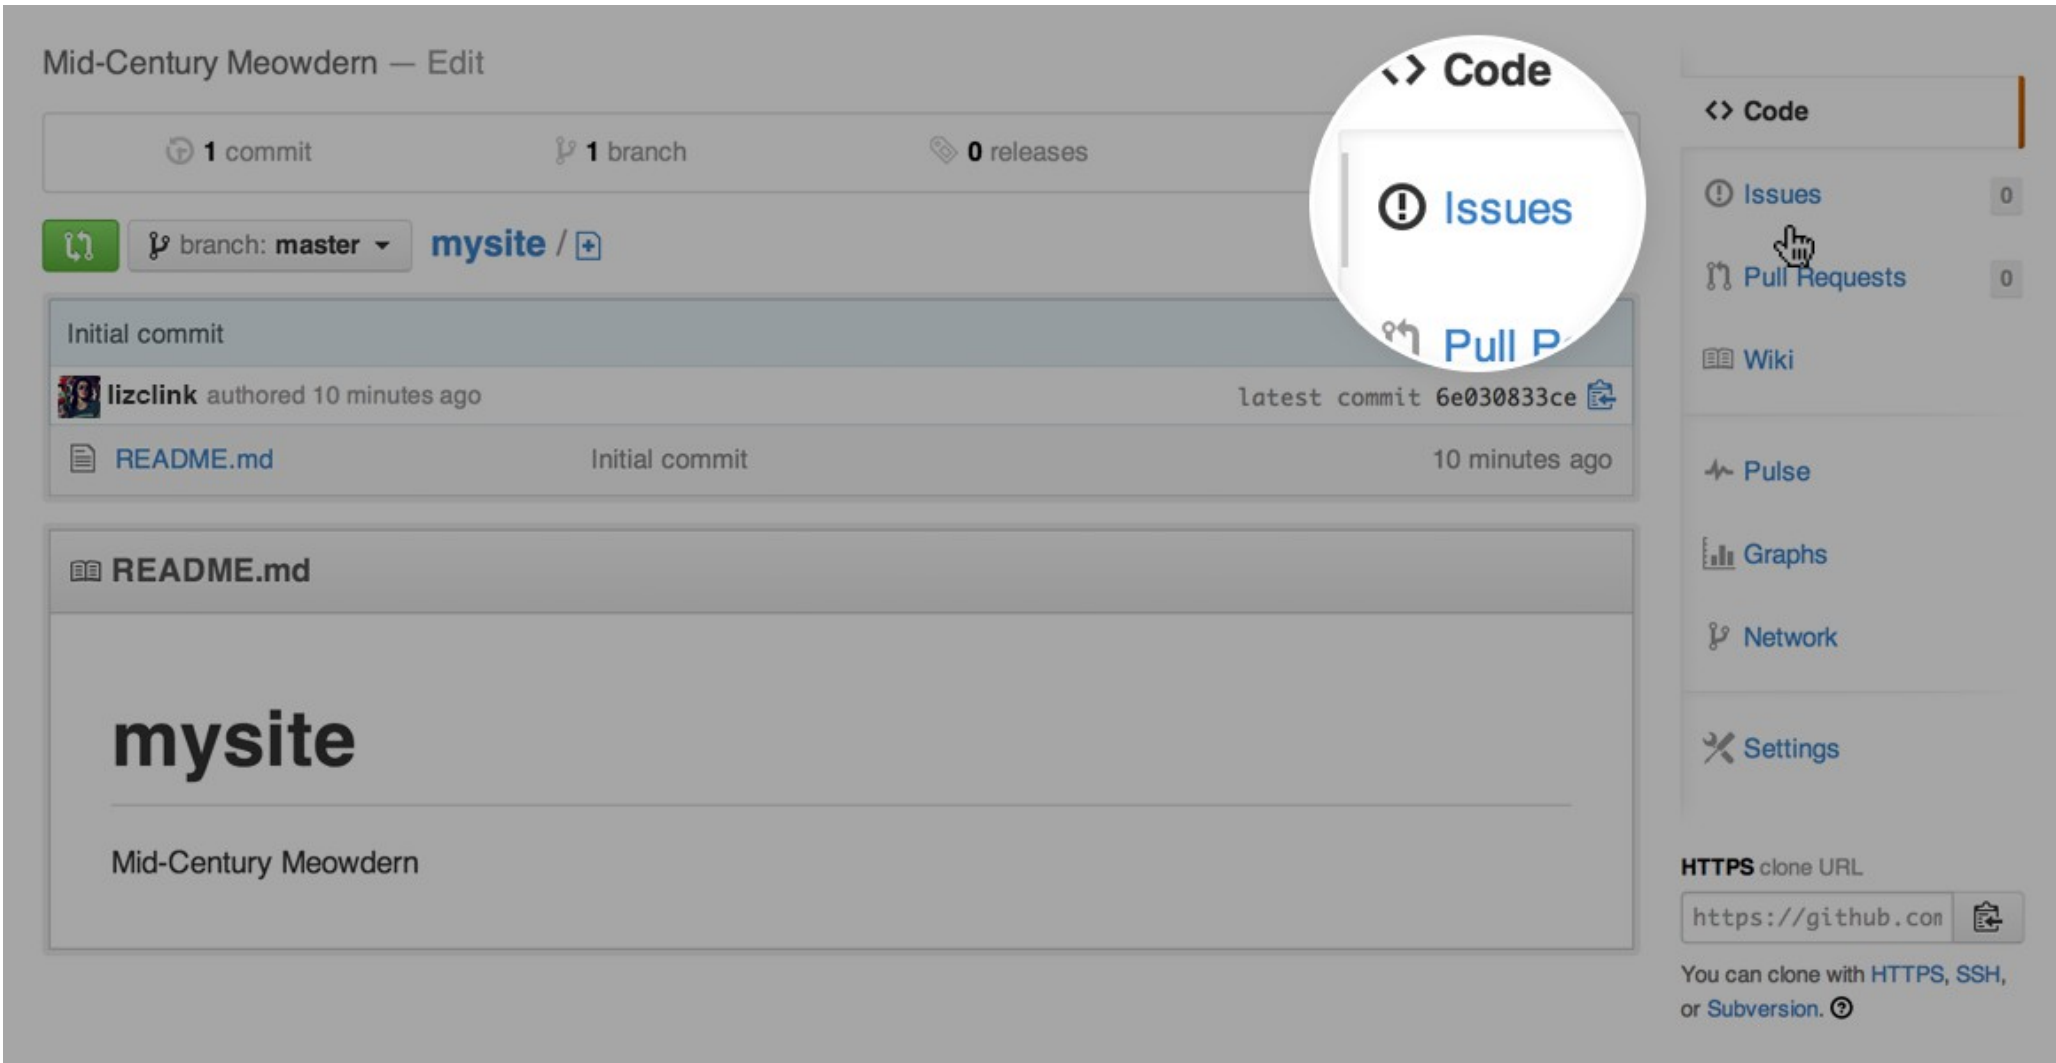 Mid-Century Meowdern — Edit
1 commit
1 branch
0 releases
branch: master
mysite /
Initial commit
lizclink authored 10 minutes ago
latest commit 6e030833ce
README.md
Initial commit
10 minutes ago
README.md
mysite
Mid-Century Meowdern
Code
Issues
Pull
Code
Issues
0
Pull Requests
0
Wiki
Pulse
Graphs
Network
Settings
HTTPS clone URL
https://github.com
You can clone with HTTPS, SSH,
or Subversion.